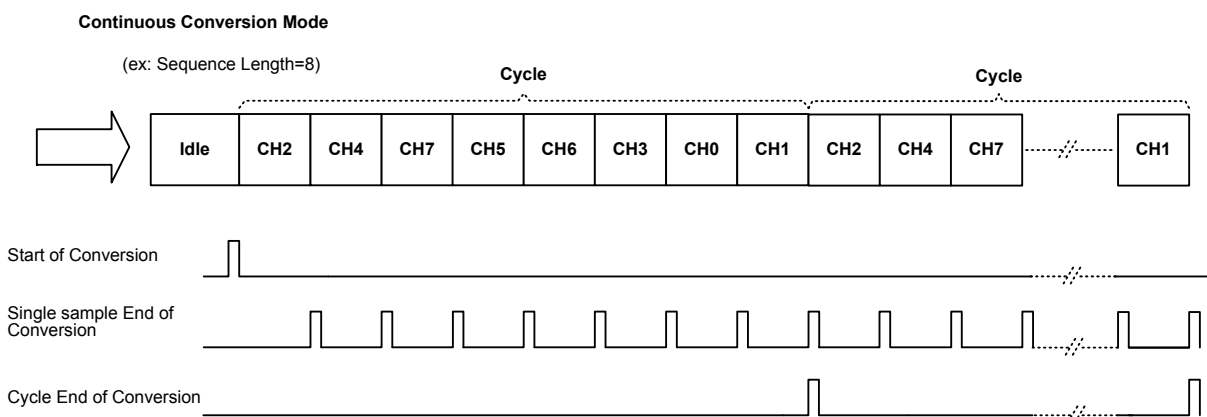 Continuous Conversion Mode
(ex: Sequence Length=8)
Cycle Cycle
Idle CH2 CH4 CH7 CH5 CH6 CH3 CH0 CH1 CH2 CH4 CH7 CH1
Start of Conversion
Single sample End of
Conversion
Cycle End of Conversion